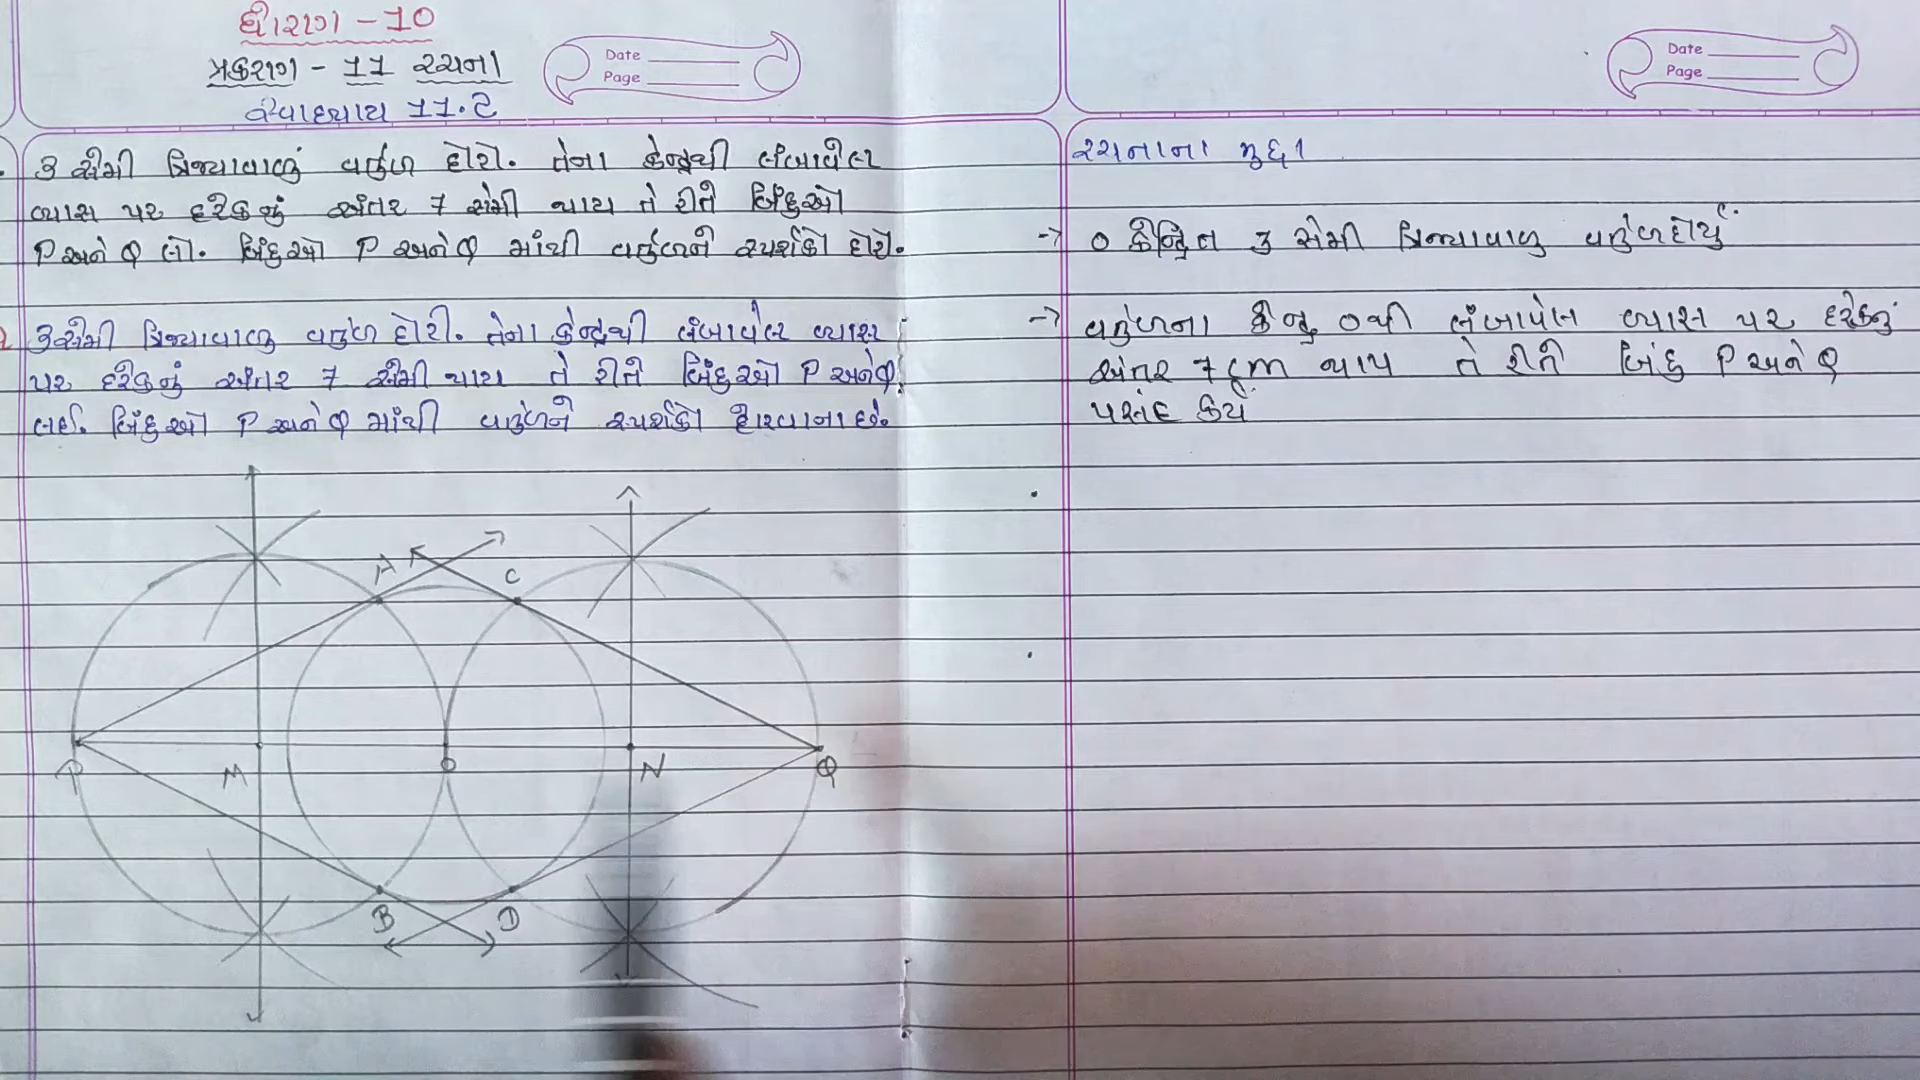 ધોરણ - 10
પ્રકરણ - 11 રચના
સ્વાધ્યાય 11.2
Date
Page
3 સેમી ત્રિજ્યાવાળું વર્તુળ દોરો. તેના કેન્દ્રથી લંબાવેલ
વ્યાસ પર દરેકનું અંતર 7 સેમી થાય તે રીતે બિંદુઓ
P અને Q લો. બિંદુઓ P અને Q માંથી વર્તુળને સ્પર્શકો દોરો.
3સેમી ત્રિજ્યાવાળુ વર્તુળ દોરી. તેના કેન્દ્રથી લંબાવેલ વ્યાસ
પર દરેકનું અંતર 7 સેમી થાય તે રીતે બિંદુઓ P અને Q
લઈ. બિંદુઓ P અને Q માંથી વર્તુળને સ્પર્શકો દોરવાના છે.
A
C
P
M
O
N
Q
B
D
Date
Page
રચનાના મુદ્દા
→ O કેન્દ્રિત 3 સેમી ત્રિજ્યાવાળુ વર્તુળ દોર્યું.
→ વર્તુળના કેન્દ્ર Oથી લંબાયેલ વ્યાસ પર દરેકનું
અંતર 7 cm થાય તે રીતે બિંદુ P અને Q
પસંદ કર્યા